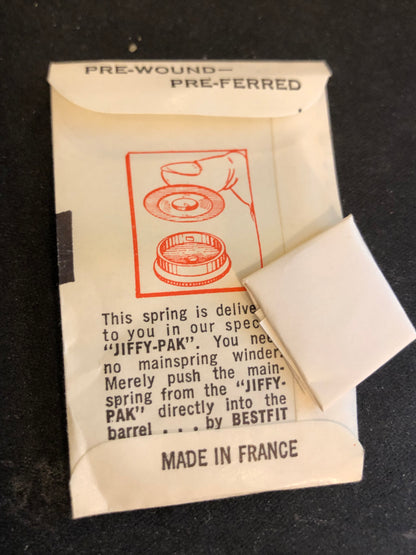 PRE-WOUND—
PRE-FERRED
This spring is delive
to you in our spec
"JIFFY-PAK". You nee
no mainspring winder.
Merely push the main-
spring from the "JIFFY-
PAK" directly into the
barrel . . . by BESTFIT
MADE IN FRANCE